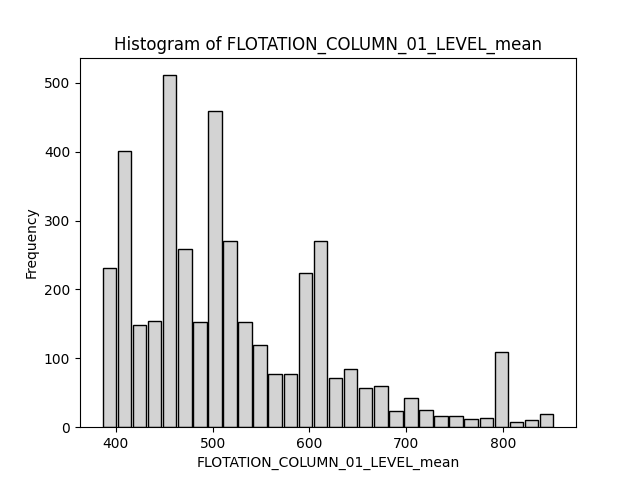 Histogram of FLOTATION_COLUMN_01_LEVEL_mean
500
400
300
200
100
0
Frequency
400 500 600 700 800
FLOTATION_COLUMN_01_LEVEL_mean